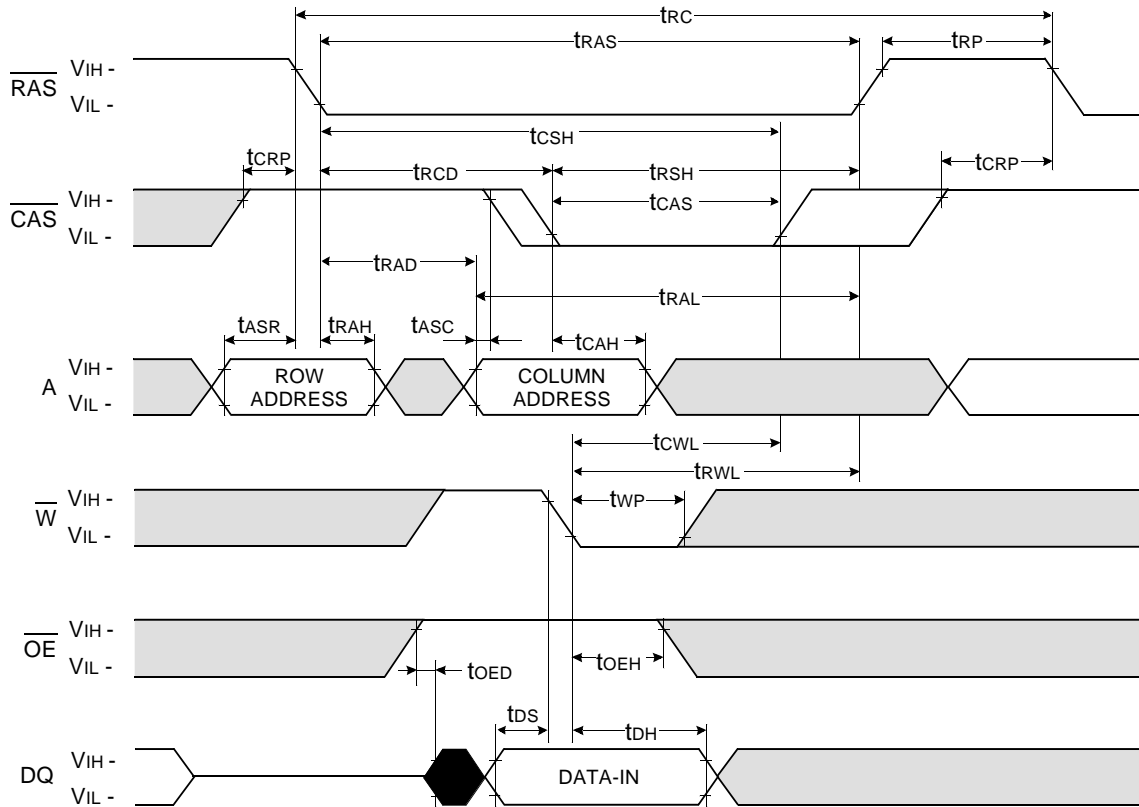 tRC
tRAS
tRP
RAS
VIH -
VIL -
tCSH
tCRP
tRCD
tRSH
tCRP
tCAS
CAS
VIH -
VIL -
tRAD
tRAL
tASR
tRAH
tASC
tCAH
A
VIH -
VIL -
ROW
ADDRESS
COLUMN
ADDRESS
tCWL
tRWL
tWP
W
VIH -
VIL -
OE
VIH -
VIL -
tOED
tOEH
tDS
tDH
DQ
VIH -
VIL -
DATA-IN